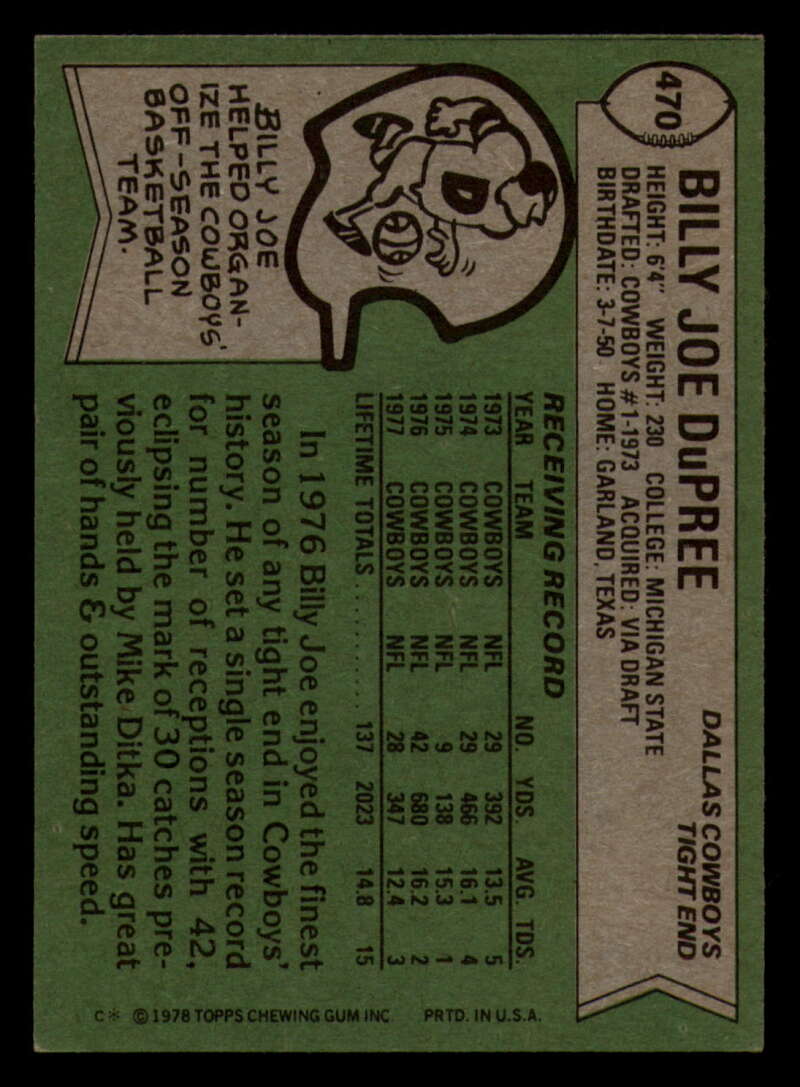 470
BILLY JOE DuPREE
DALLAS COWBOYS
TIGHT END
HEIGHT: 6'4" WEIGHT: 230 COLLEGE: MICHIGAN STATE
DRAFTED: COWBOYS #1-1973 ACQUIRED: VIA DRAFT
BIRTHDATE: 3-7-50 HOME: GARLAND, TEXAS
D
BILLY JOE
HELPED ORGAN-
IZE THE COWBOYS'
OFF-SEASON
BASKETBALL
TEAM.
RECEIVING RECORD
YEAR TEAM NO. YDS. AVG. TDS.
1973 COWBOYS NFL 29 392 13.5 5
1974 COWBOYS NFL 29 466 16.1 4
1975 COWBOYS NFL 9 138 15.3 1
1976 COWBOYS NFL 42 680 16.2 2
1977 COWBOYS NFL 28 347 12.4 3
LIFETIME TOTALS.......... 137 2023 14.8 15
In 1976 Billy Joe enjoyed the finest
season of any tight end in Cowboys'
history. He set a single season record
for number of receptions with 42,
eclipsing the mark of 30 catches pre-
viously held by Mike Ditka. Has great
pair of hands & outstanding speed.
C* © 1978 TOPPS CHEWING GUM INC. PRTD. IN U.S.A.